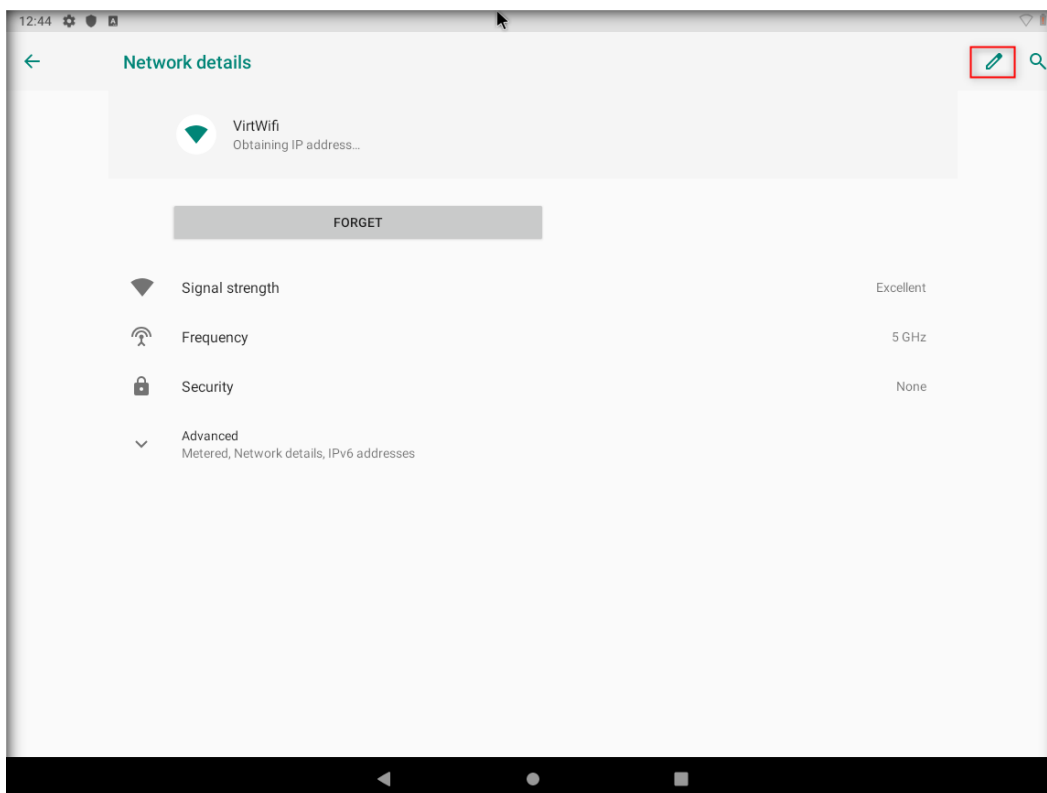 12:44
Network details
VirtWifi
Obtaining IP address...
FORGET
Signal strength
Excellent
Frequency
5 GHz
Security
None
Advanced
Metered, Network details, IPv6 addresses